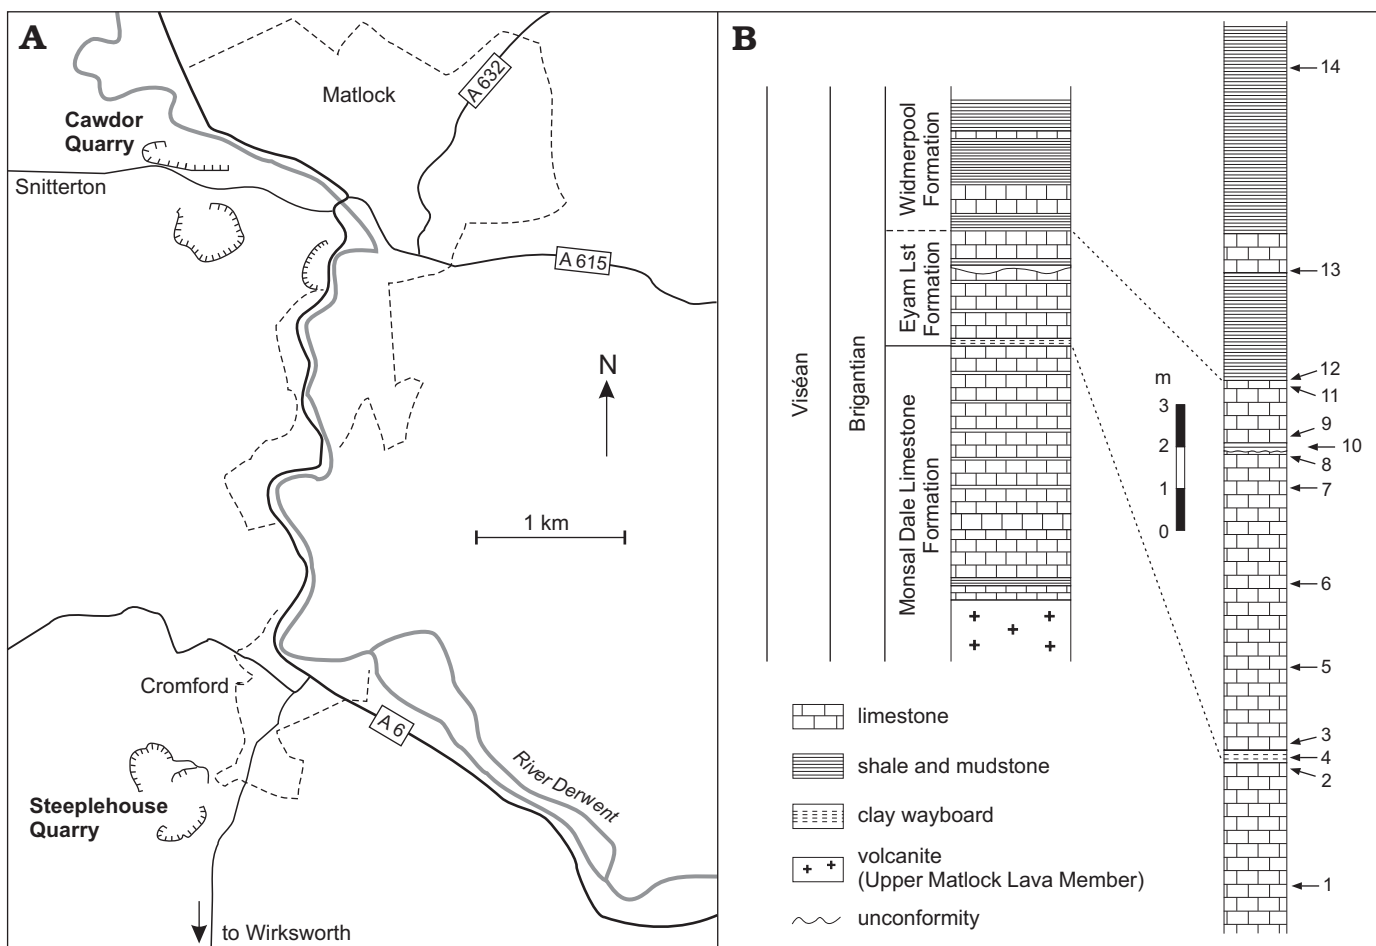 A
Matlock
A 632
Cawdor
Quarry
Snitterton
A 615
N
1 km
Cromford
A 6
River Derwent
Steeplehouse
Quarry
to Wirksworth
B
Viséan
Brigantian
Widmerpool
Formation
Eyam Lst
Formation
Monsal Dale Limestone
Formation
m
3
2
1
0
14
13
12
11
9
10
8
7
6
5
3
4
2
1
limestone
shale and mudstone
clay wayboard
volcanite
(Upper Matlock Lava Member)
unconformity